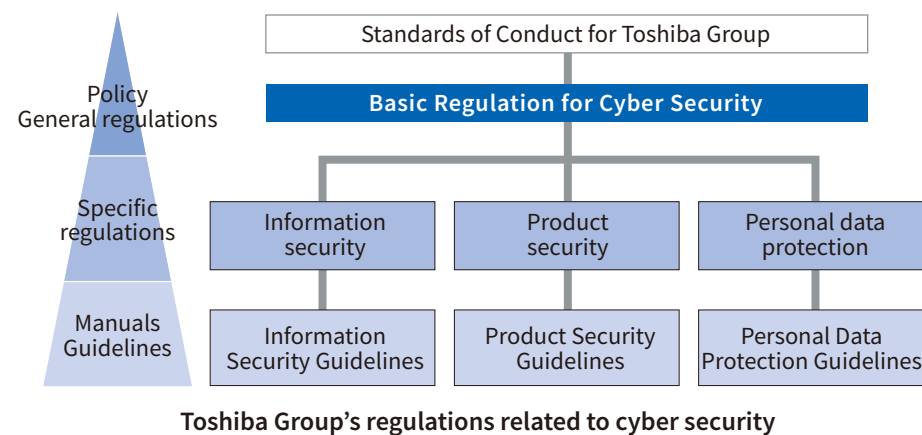 Standards of Conduct for Toshiba Group
Policy
General regulations
Basic Regulation for Cyber Security
Specific
regulations
Information
security
Product
security
Personal data
protection
Manuals
Guidelines
Information
Security Guidelines
Product Security
Guidelines
Personal Data
Protection Guidelines
Toshiba Group’s regulations related to cyber security